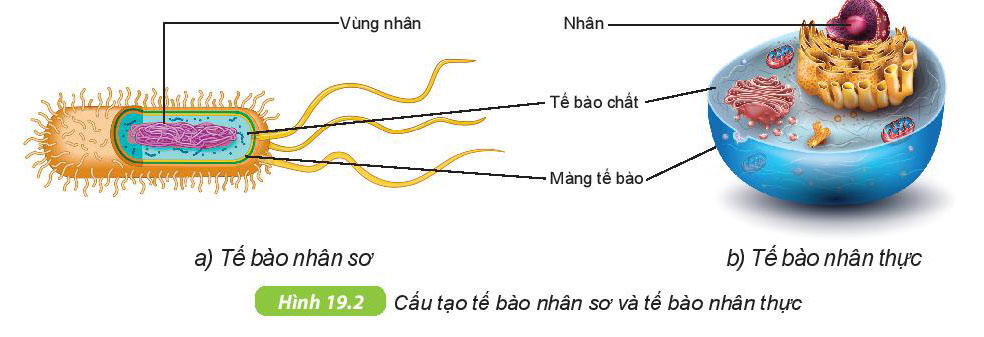 Vùng nhân
Nhân
Tế bào chất
Màng tế bào
a) Tế bào nhân sơ
b) Tế bào nhân thực
Hình 19.2 Cấu tạo tế bào nhân sơ và tế bào nhân thực